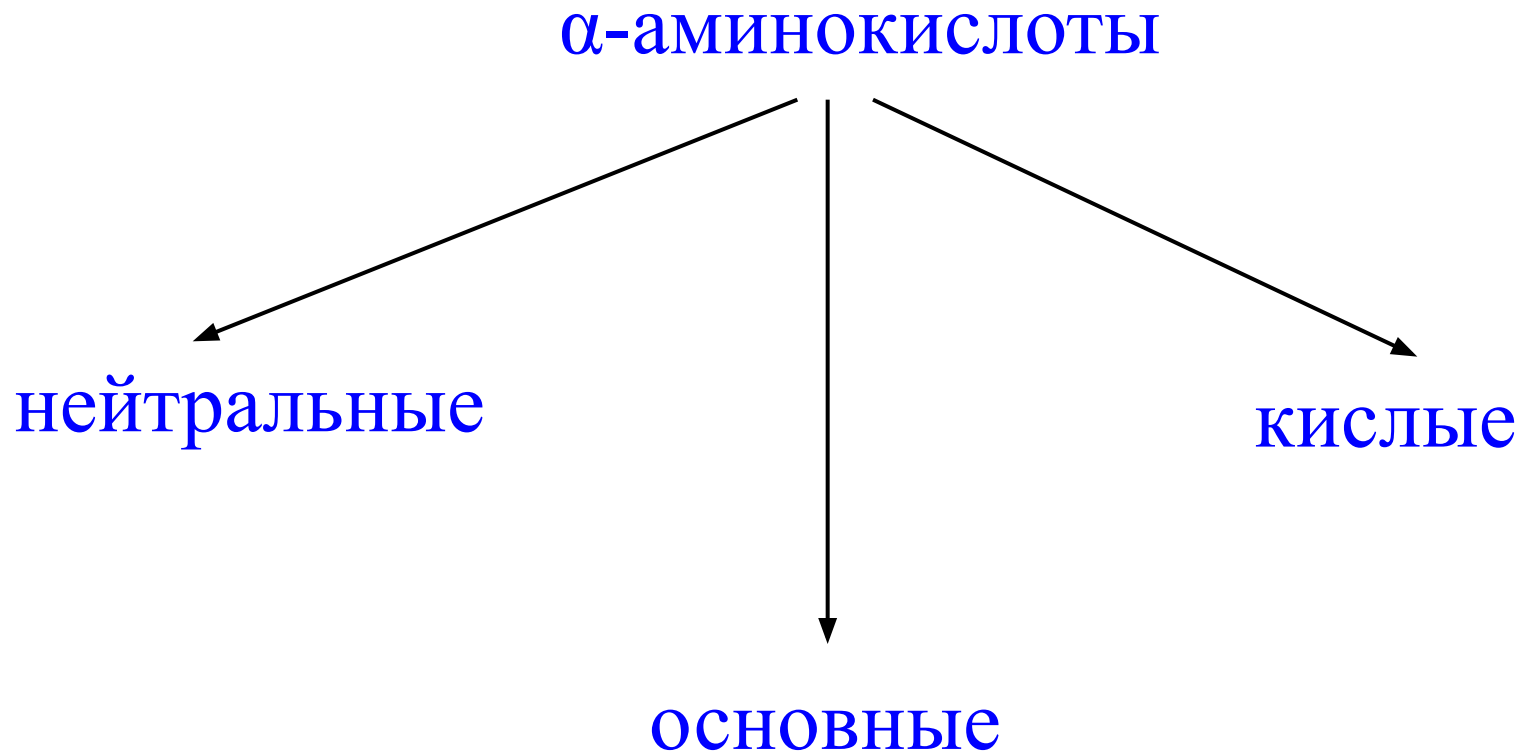 α-аминокислоты
нейтральные
кислые
основные